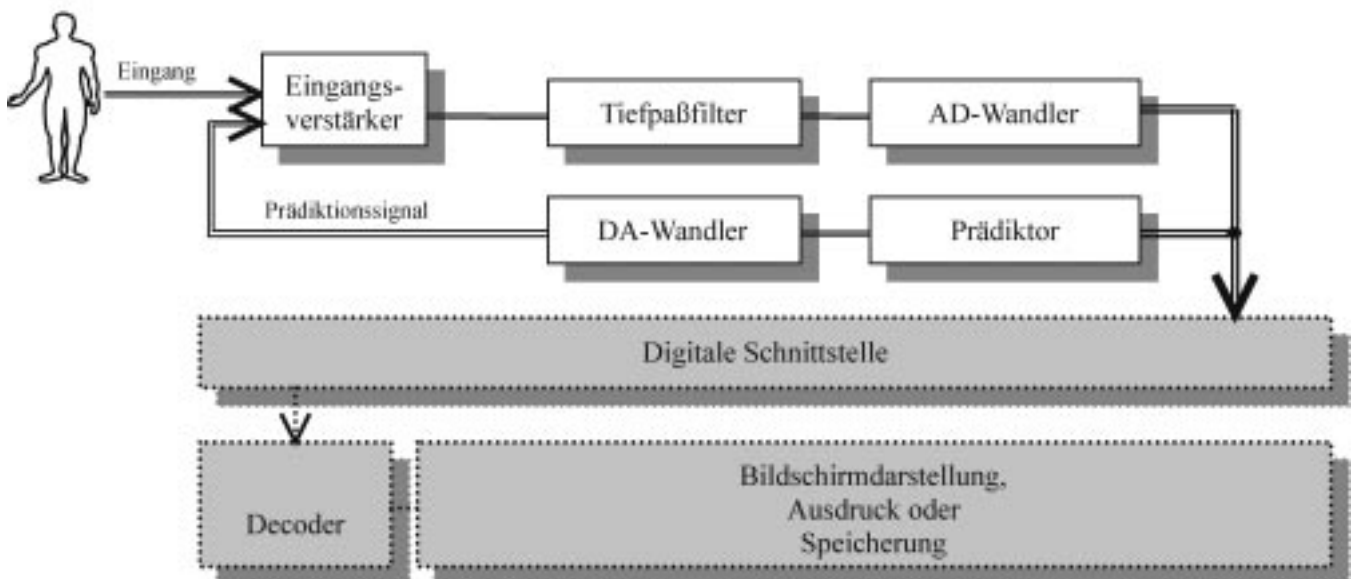 Eingang
Eingangs-
verstärker
Tiefpaßfilter
AD-Wandler
Prädiktionssignal
DA-Wandler
Prädiktor
Digitale Schnittstelle
Decoder
Bildschirmdarstellung,
Ausdruck oder
Speicherung